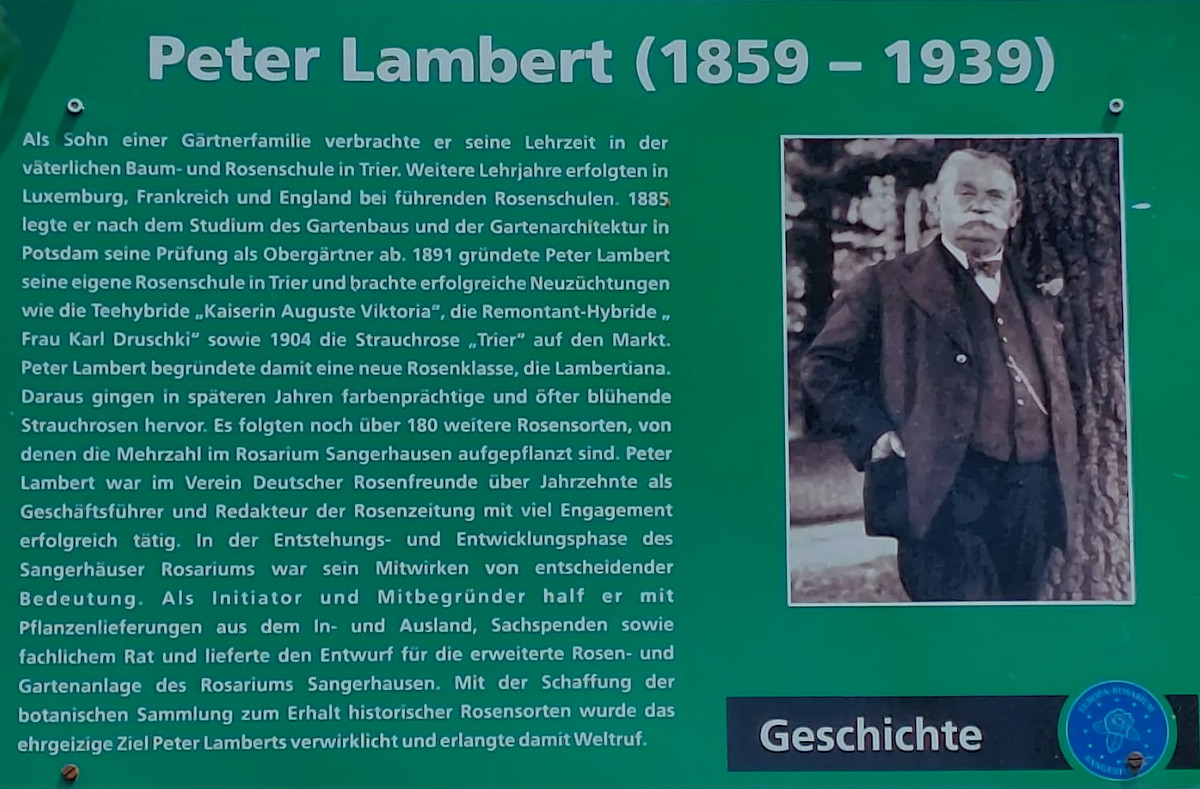 Peter Lambert (1859 – 1939)
Als Sohn einer Gärtnerfamilie verbrachte er seine Lehrzeit in der
väterlichen Baum- und Rosenschule in Trier. Weitere Lehrjahre erfolgten in
Luxemburg, Frankreich und England bei führenden Rosenschulen. 1885
legte er nach dem Studium des Gartenbaus und der Gartenarchitektur in
Potsdam seine Prüfung als Obergärtner ab. 1891 gründete Peter Lambert
seine eigene Rosenschule in Trier und brachte erfolgreiche Neuzüchtungen
wie die Teehybride „Kaiserin Auguste Viktoria“, die Remontant-Hybride „
Frau Karl Druschki“ sowie 1904 die Strauchrose „Trier“ auf den Markt.
Peter Lambert begründete damit eine neue Rosenklasse, die Lambertiana.
Daraus gingen in späteren Jahren farbenprächtige und öfter blühende
Strauchrosen hervor. Es folgten noch über 180 weitere Rosensorten, von
denen die Mehrzahl im Rosarium Sangerhausen aufgepflanzt sind. Peter
Lambert war im Verein Deutscher Rosenfreunde über Jahrzehnte als
Geschäftsführer und Redakteur der Rosenzeitung mit viel Engagement
erfolgreich tätig. In der Entstehungs- und Entwicklungsphase des
Sangerhäuser Rosariums war sein Mitwirken von entscheidender
Bedeutung. Als Initiator und Mitbegründer half er mit
Pflanzenlieferungen aus dem In- und Ausland, Sachspenden sowie
fachlichem Rat und lieferte den Entwurf für die erweiterte Rosen- und
Gartenanlage des Rosariums Sangerhausen. Mit der Schaffung der
botanischen Sammlung zum Erhalt historischer Rosensorten wurde das
ehrgeizige Ziel Peter Lamberts verwirklicht und erlangte damit Weltruf.
Geschichte
EUROPA-ROSARIUM